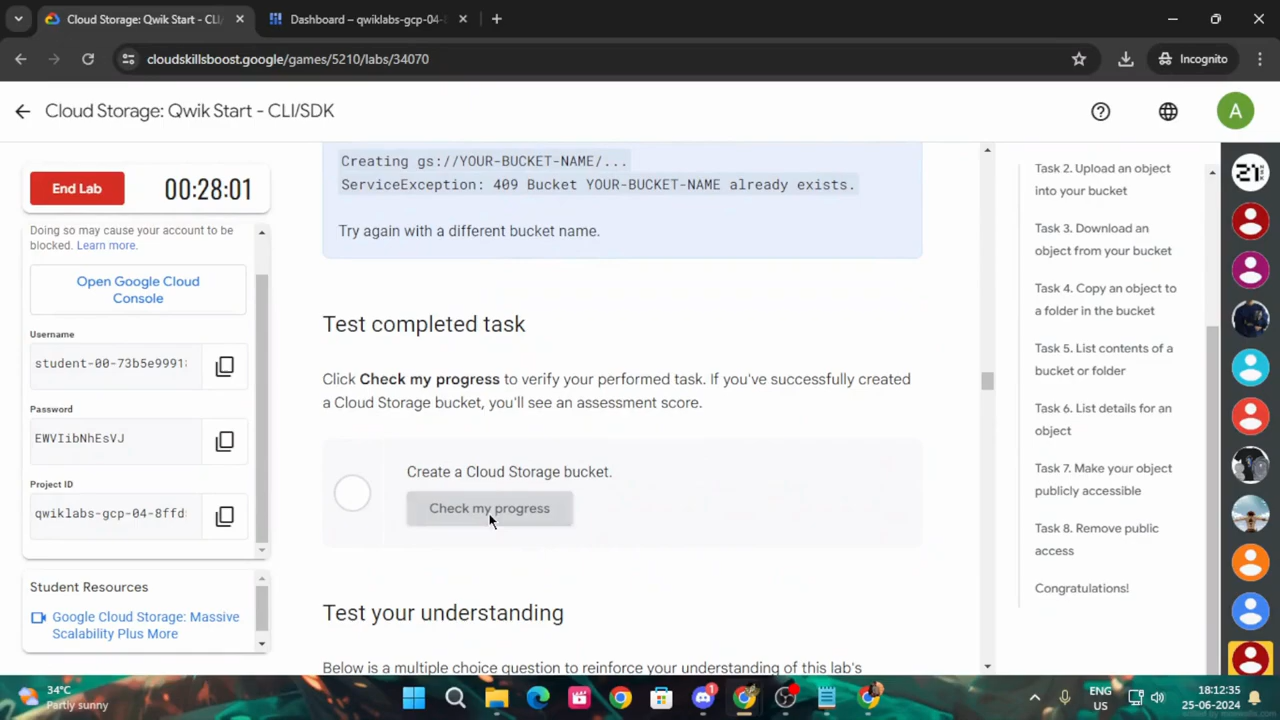 Cloud Storage: Qwik Start - CLI/
Dashboard – qwiklabs-gcp-04-8
cloudskillsboost.google/games/5210/labs/34070
Incognito
Cloud Storage: Qwik Start - CLI/SDK
A
End Lab
00:28:01
Doing so may cause your account to be
blocked. Learn more.
Open Google Cloud
Console
Username
student-00-73b5e9991
Password
EWVIibNhEsVJ
Project ID
qwiklabs-gcp-04-8ffd
Student Resources
Google Cloud Storage: Massive
Scalability Plus More
Creating gs://YOUR-BUCKET-NAME/...
ServiceException: 409 Bucket YOUR-BUCKET-NAME already exists.
Try again with a different bucket name.
Test completed task
Click Check my progress to verify your performed task. If you've successfully created
a Cloud Storage bucket, you'll see an assessment score.
Create a Cloud Storage bucket.
Check my progress
Test your understanding
Below is a multiple choice question to reinforce your understanding of this lab's
Task 2. Upload an object
into your bucket
Task 3. Download an
object from your bucket
Task 4. Copy an object to
a folder in the bucket
Task 5. List contents of a
bucket or folder
Task 6. List details for an
object
Task 7. Make your object
publicly accessible
Task 8. Remove public
access
Congratulations!
21
34°C
Partly sunny
1
ENG
US
18:12:35
25-06-2024